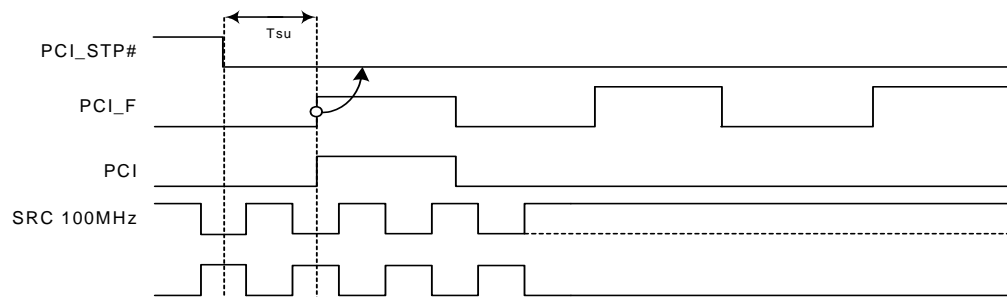 Tsu
PCI_STP#
PCI_F
PCI
SRC 100MHz